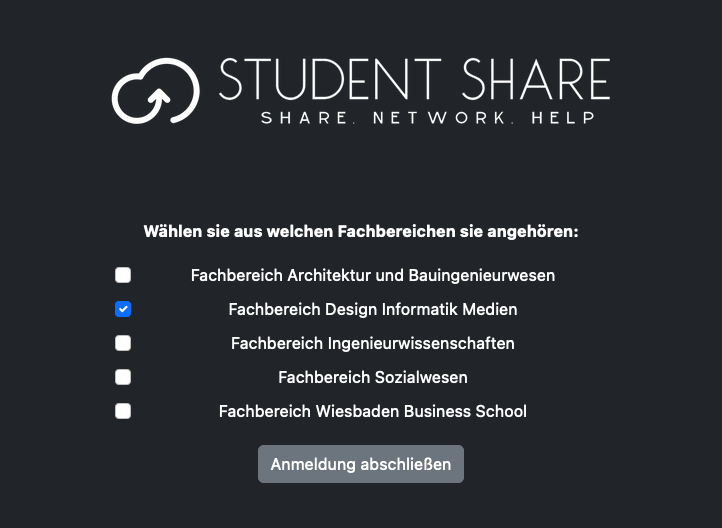 STUDENT SHARE
SHARE. NETWORK. HELP
Wählen sie aus welchen Fachbereichen sie angehören:
Fachbereich Architektur und Bauingenieurwesen
Fachbereich Design Informatik Medien
Fachbereich Ingenieurwissenschaften
Fachbereich Sozialwesen
Fachbereich Wiesbaden Business School
Anmeldung abschließen